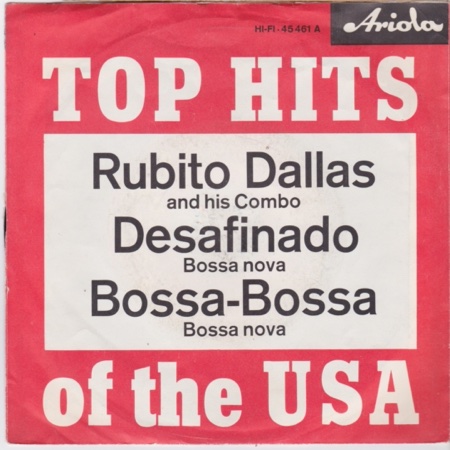 HI-FI - 45 461 A
Ariola
TOP HITS
Rubito Dallas
and his Combo
Desafinado
Bossa nova
Bossa-Bossa
Bossa nova
of the USA